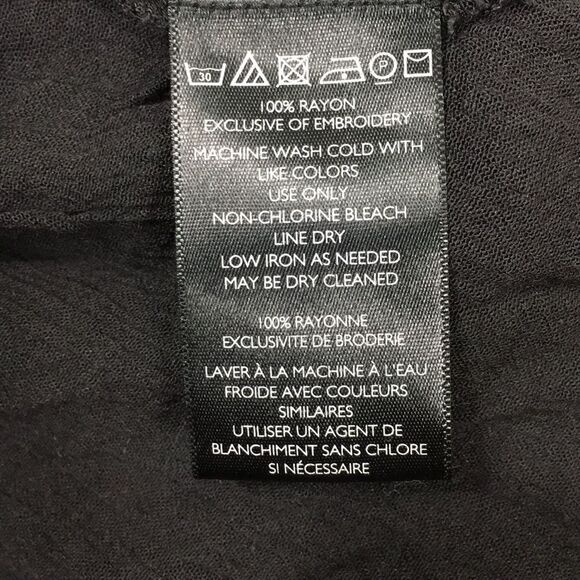 30 P
100% RAYON
EXCLUSIVE OF EMBROIDERY
MACHINE WASH COLD WITH
LIKE COLORS
USE ONLY
NON-CHLORINE BLEACH
LINE DRY
LOW IRON AS NEEDED
MAY BE DRY CLEANED
100% RAYONNE
EXCLUSIVITE DE BRODERIE
LAVER À LA MACHINE À L'EAU
FROIDE AVEC COULEURS
SIMILAIRES
UTILISER UN AGENT DE
BLANCHIMENT SANS CHLORE
SI NÉCESSAIRE